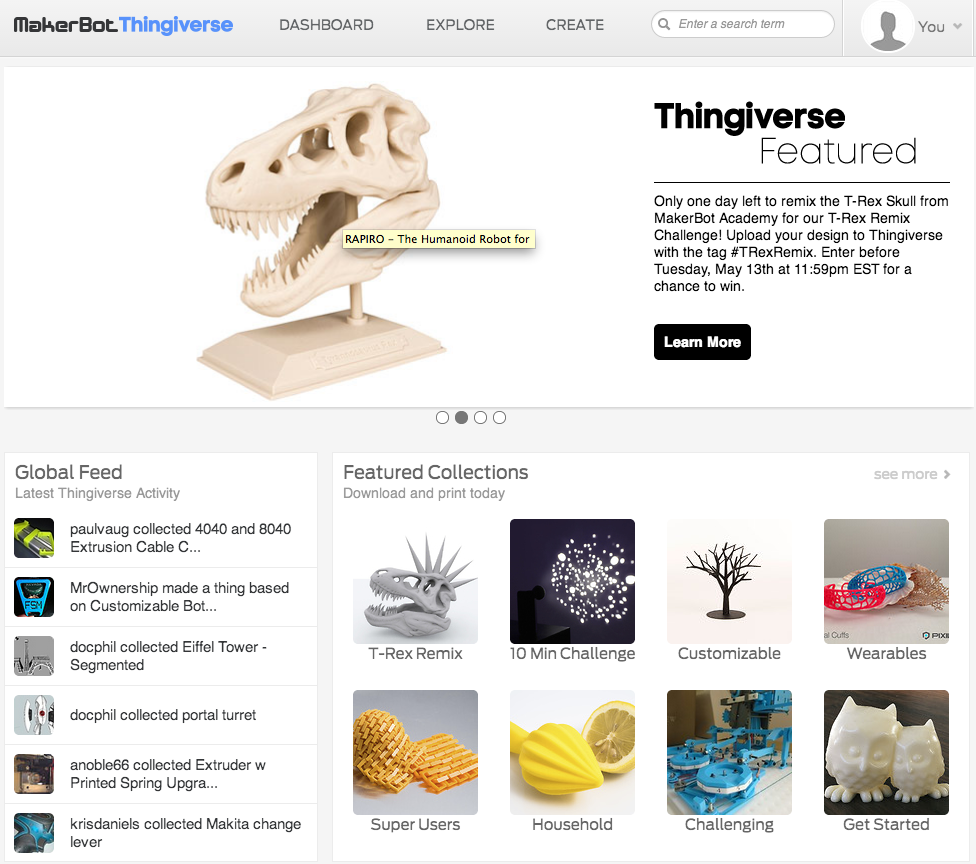 MakerBot Thingiverse
DASHBOARD
EXPLORE
CREATE
Enter a search term
You
Thingiverse
Featured
Only one day left to remix the T-Rex Skull from
MakerBot Academy for our T-Rex Remix
Challenge! Upload your design to Thingiverse
with the tag #TRexRemix. Enter before
Tuesday, May 13th at 11:59pm EST for a
chance to win.
RAPIRO – The Humanoid Robot for
Learn More
Global Feed
Latest Thingiverse Activity
paulvaug collected 4040 and 8040
Extrusion Cable C...
FSM
MrOwnership made a thing based
on Customizable Bot...
docphil collected Eiffel Tower -
Segmented
docphil collected portal turret
anoble66 collected Extruder w
Printed Spring Upgra...
krisdaniels collected Makita change
lever
Featured Collections
see more
Download and print today
al Cuffs
PIXIL
T-Rex Remix
10 Min Challenge
Customizable
Wearables
Super Users
Household
Challenging
Get Started